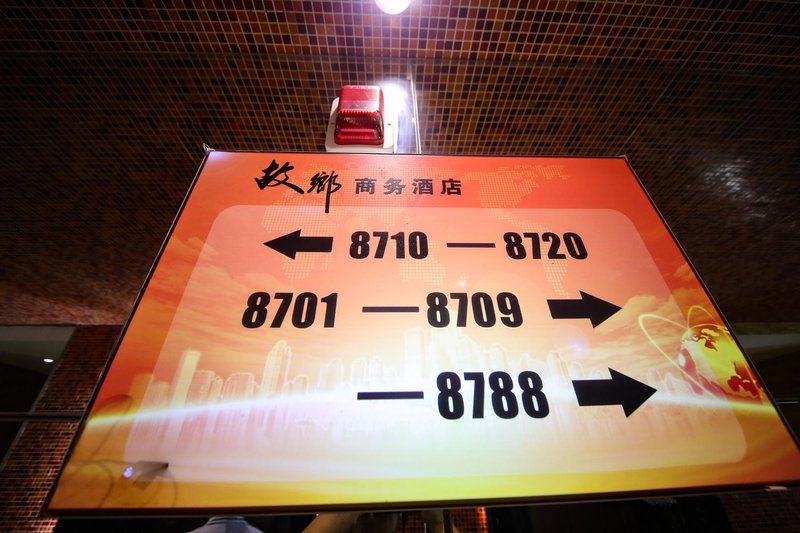 故鄉 商务酒店
← 8710 — 8720
8701 — 8709 →
— 8788 →